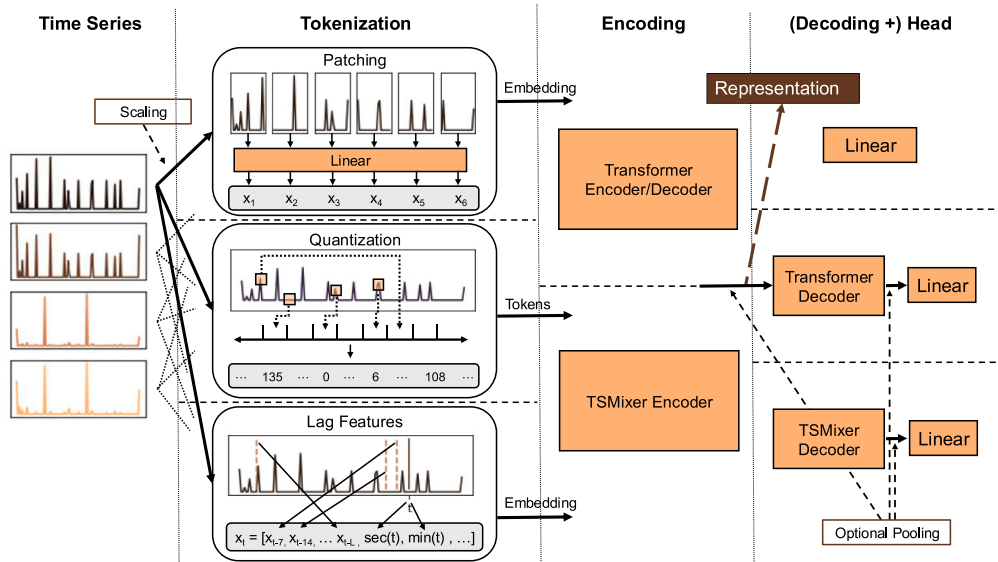 Time Series
Tokenization
Encoding
(Decoding +) Head
Scaling
Patching
Linear
x1 x2 x3 x4 x5 x6
Embedding
Quantization
... 135 ... 0 ... 6 ... 108 ...
Tokens
Lag Features
t
xt = [xt-7, xt-14, ... xt-L, sec(t), min(t) , ...]
Embedding
Transformer
Encoder/Decoder
TSMixer Encoder
Representation
Linear
Transformer
Decoder
Linear
TSMixer
Decoder
Linear
Optional Pooling